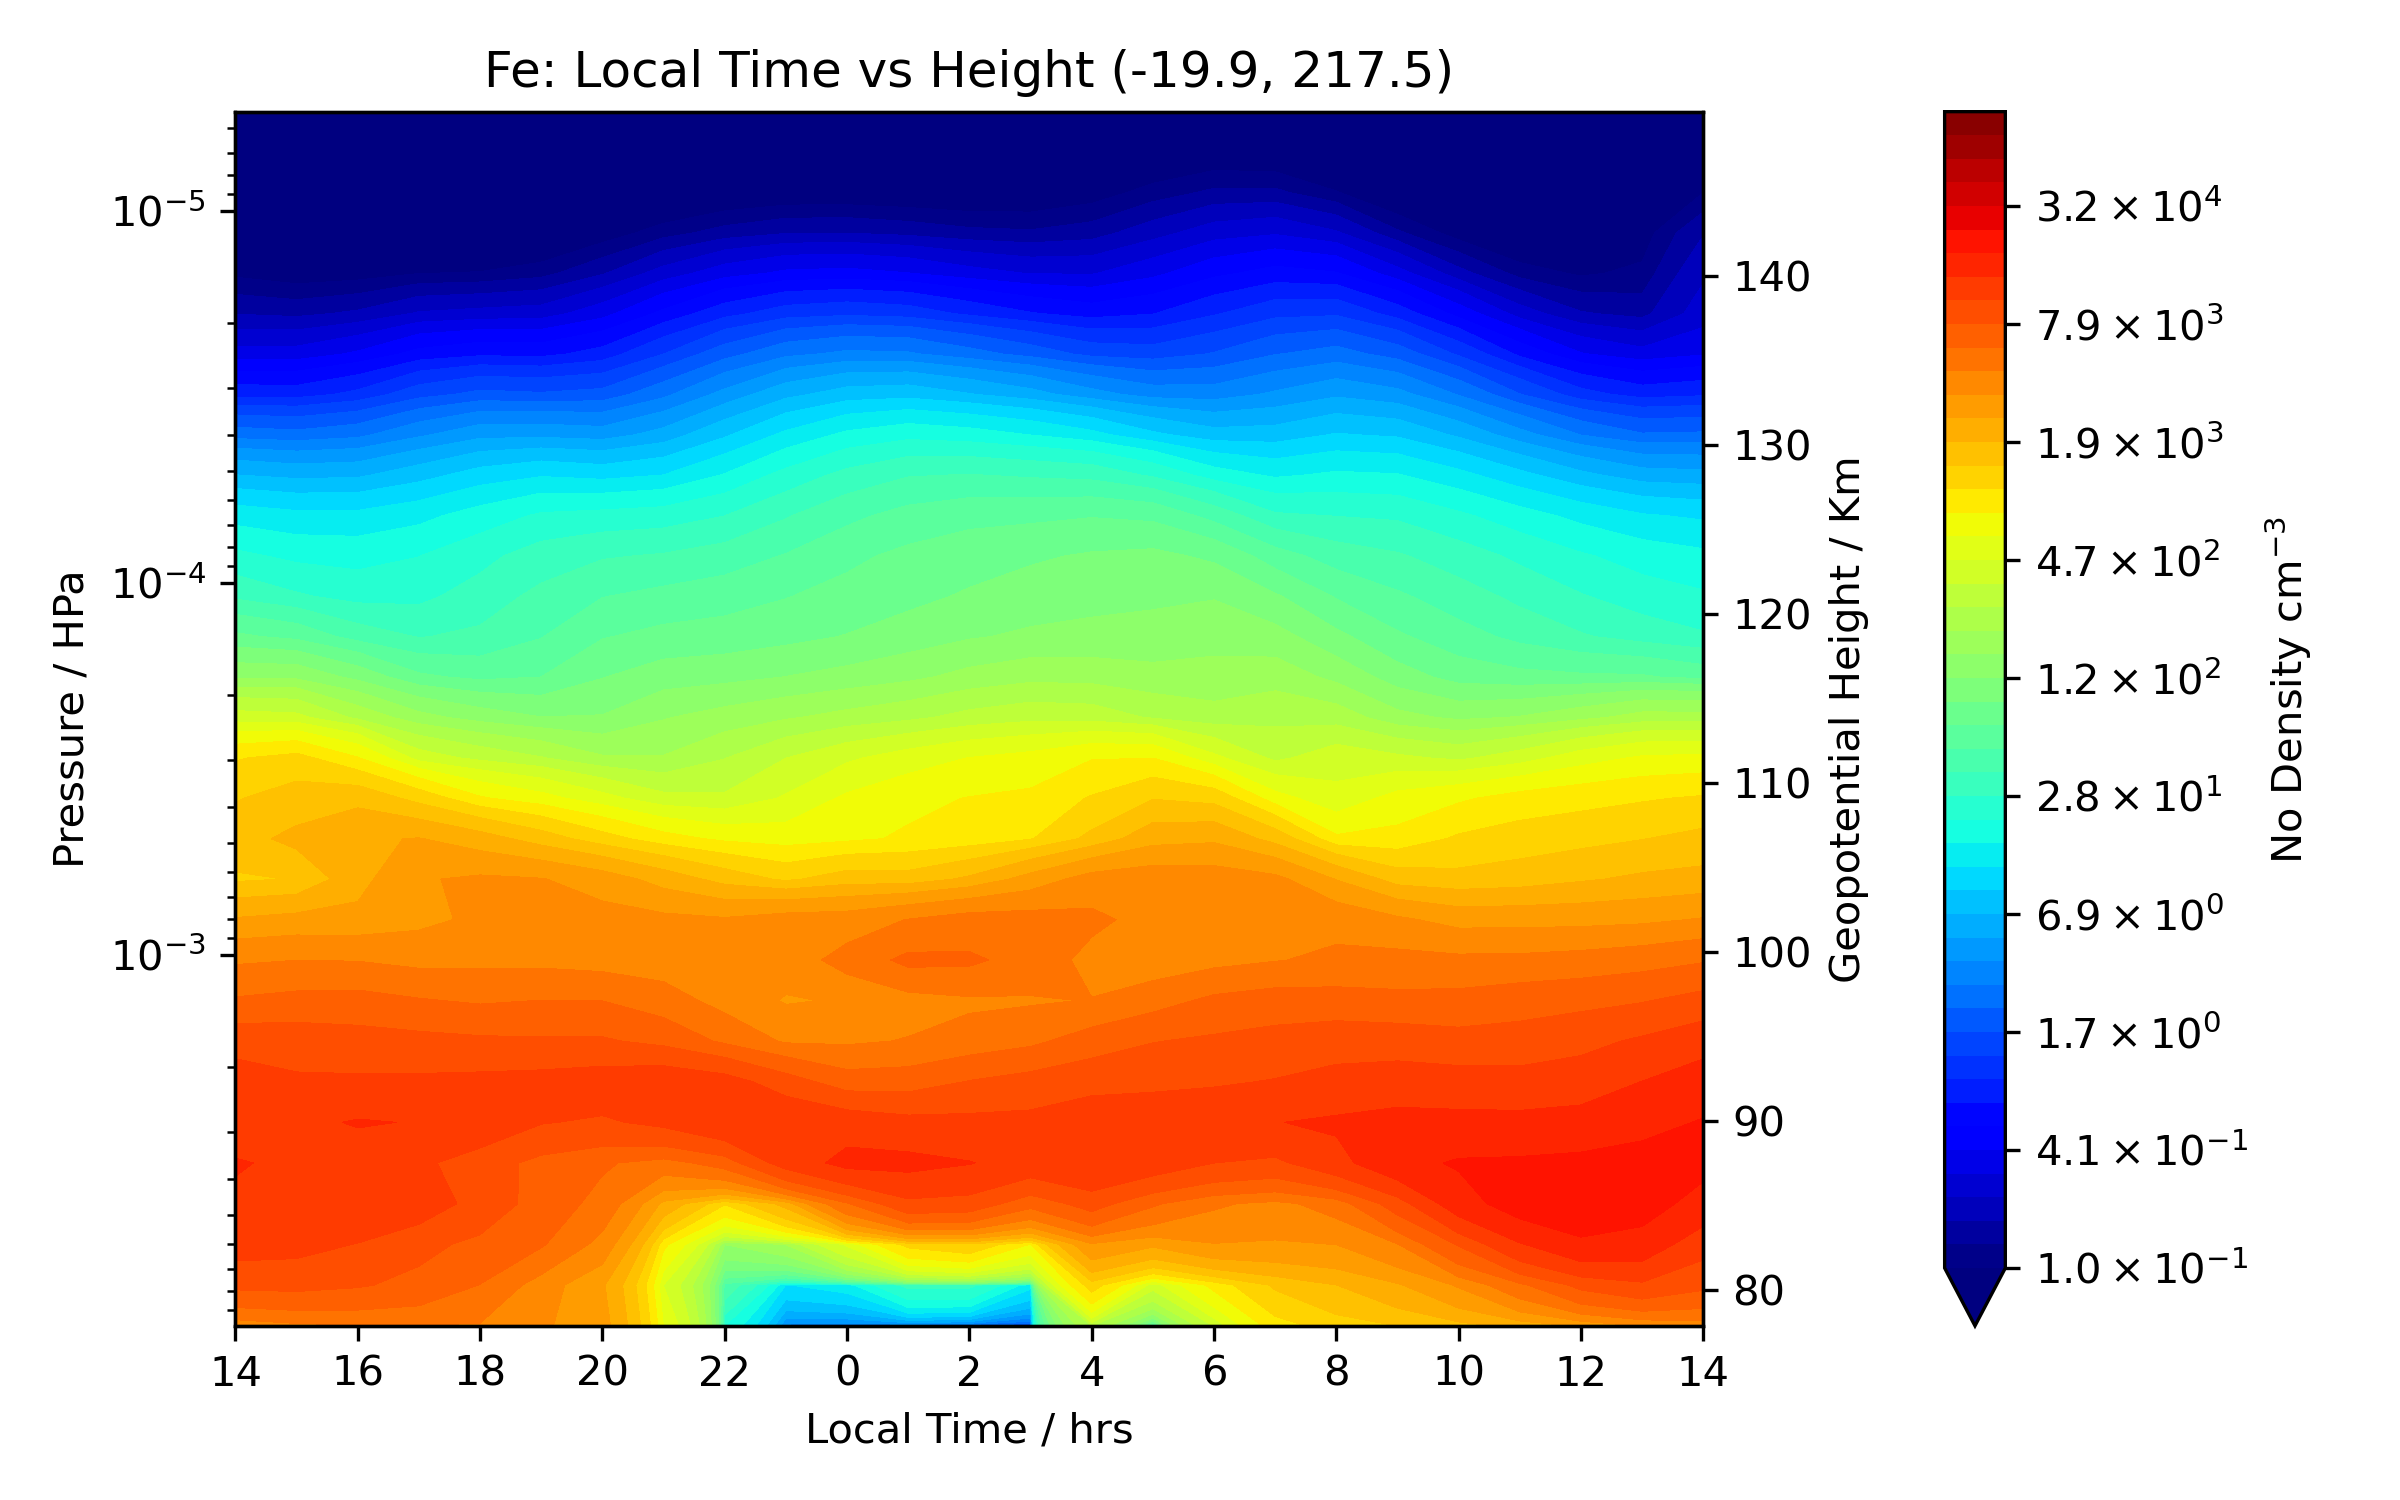 Fe: Local Time vs Height (-19.9, 217.5)
Pressure / HPa
10⁻⁵
10⁻⁴
10⁻³
14 16 18 20 22 0 2 4 6 8 10 12 14
Local Time / hrs
140
130
120
110
100
90
80
Geopotential Height / Km
3.2 × 10⁴
7.9 × 10³
1.9 × 10³
4.7 × 10²
1.2 × 10²
2.8 × 10¹
6.9 × 10⁰
1.7 × 10⁰
4.1 × 10⁻¹
1.0 × 10⁻¹
No Density cm⁻³